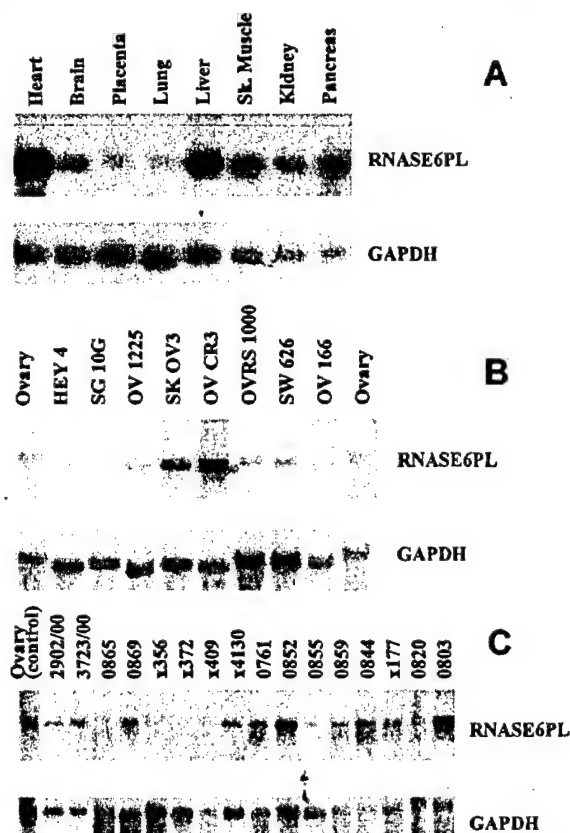 Heart Brain Placenta Lung Liver Sk. Muscle Kidney Pancreas
A
RNASE6PL
GAPDH
Ovary HEY 4 SG 10G OV 1225 SK OV3 OV CR3 OVRS 1000 SW 626 OV 166 Ovary
B
RNASE6PL
GAPDH
Ovary (control) 2902/00 3723/00 0865 0869 x356 x372 x409 x4130 0761 0852 0855 0859 0844 x177 0820 0803
C
RNASE6PL
GAPDH